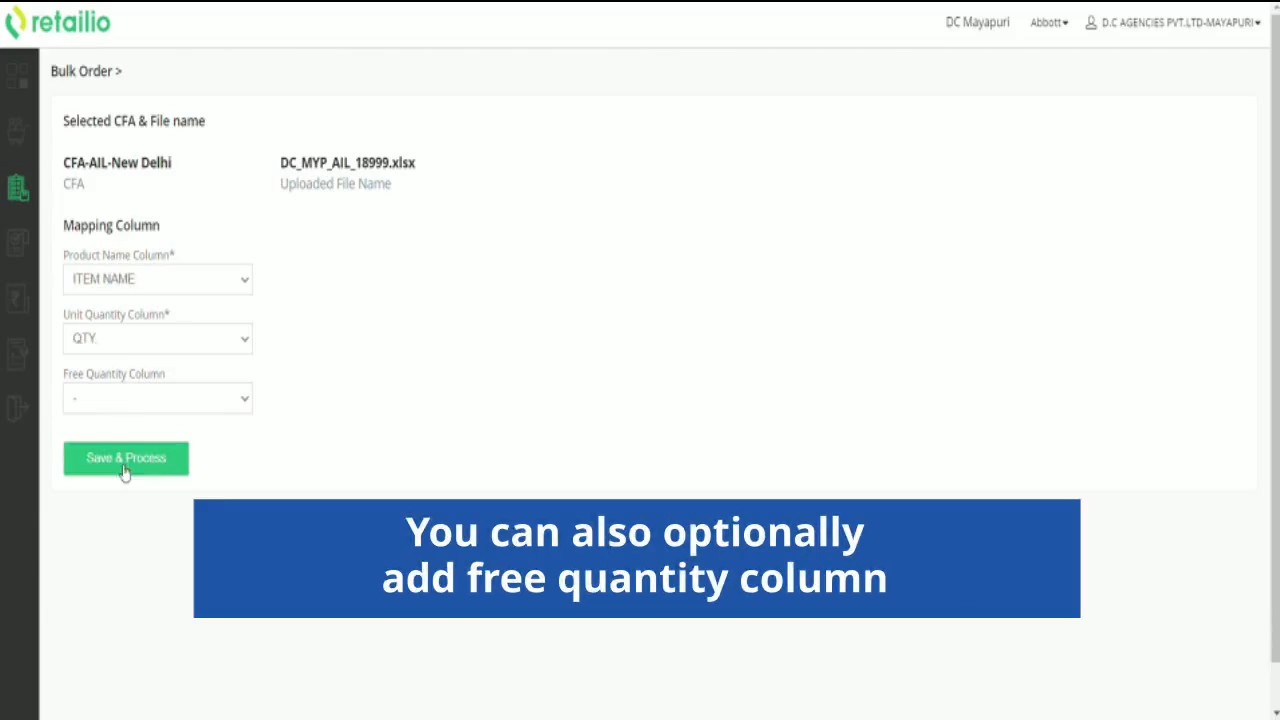 retailio
DC Mayapuri Abbott D.C AGENCIES PVT.LTD-MAYAPURI
Bulk Order >
Selected CFA & File name
CFA-AIL-New Delhi DC_MYP_AIL_18999.xlsx
CFA Uploaded File Name
Mapping Column
Product Name Column*
ITEM NAME
Unit Quantity Column*
QTY.
Free Quantity Column
-
Save & Process
You can also optionally
add free quantity column